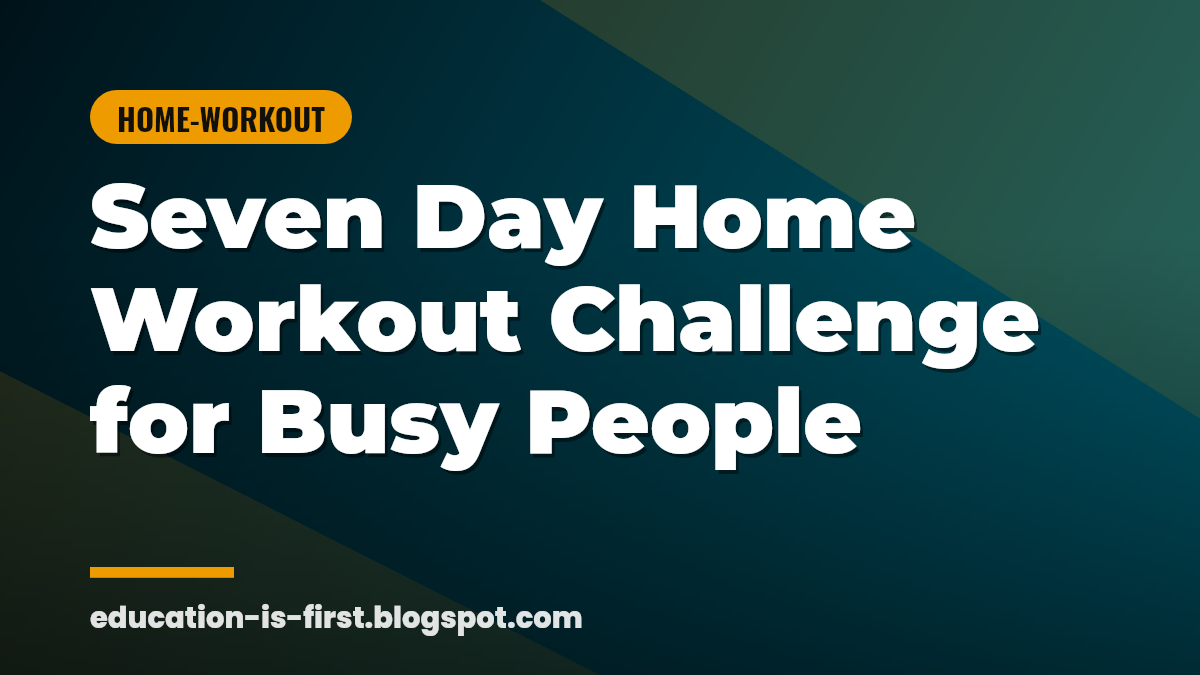 HOME-WORKOUT
Seven Day Home
Workout Challenge
for Busy People
education-is-first.blogspot.com